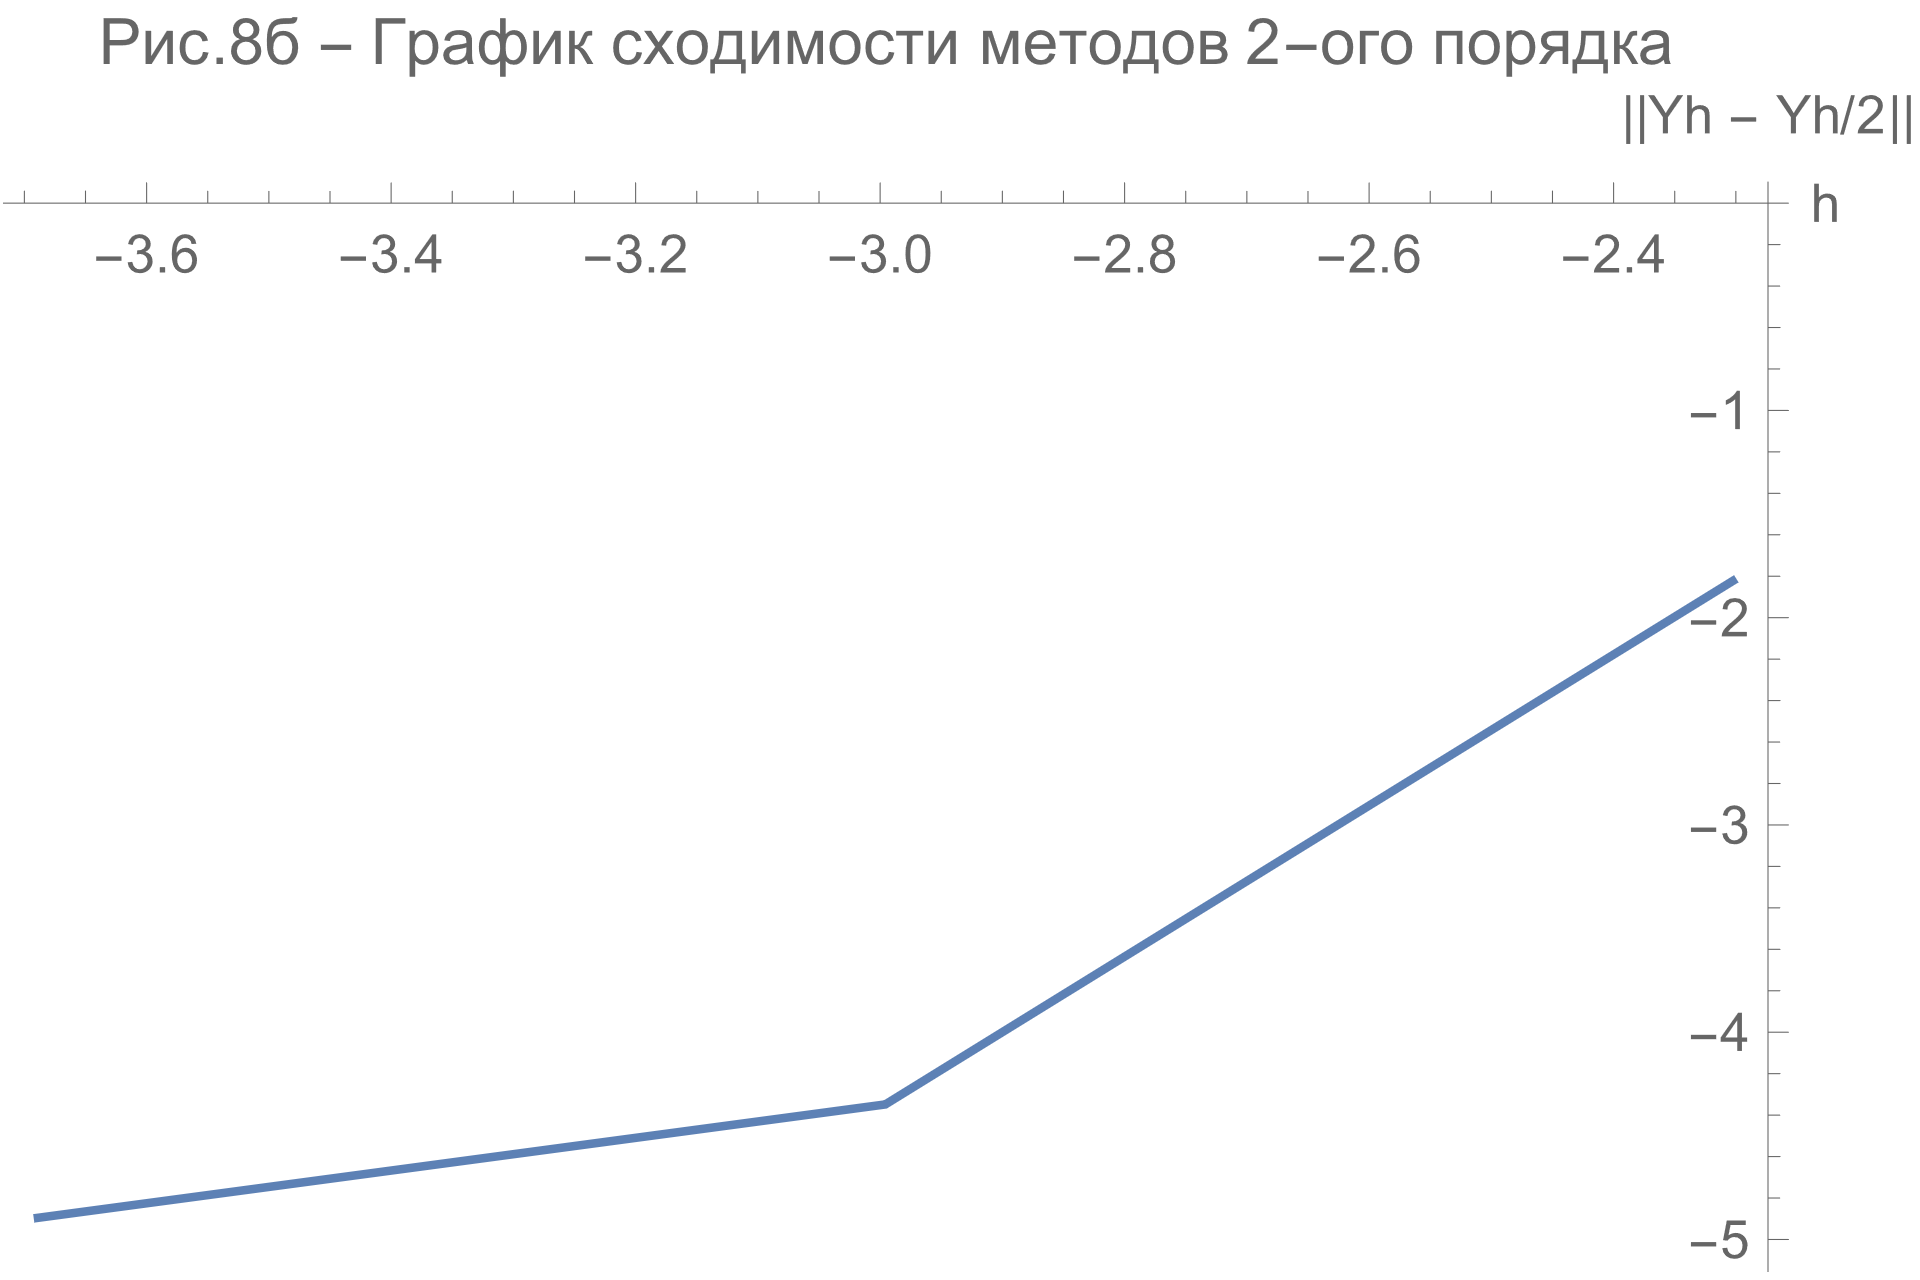 Рис.8б – График сходимости методов 2–ого порядка
||Yh – Yh/2||
h
–3.6 –3.4 –3.2 –3.0 –2.8 –2.6 –2.4
–1
–2
–3
–4
–5